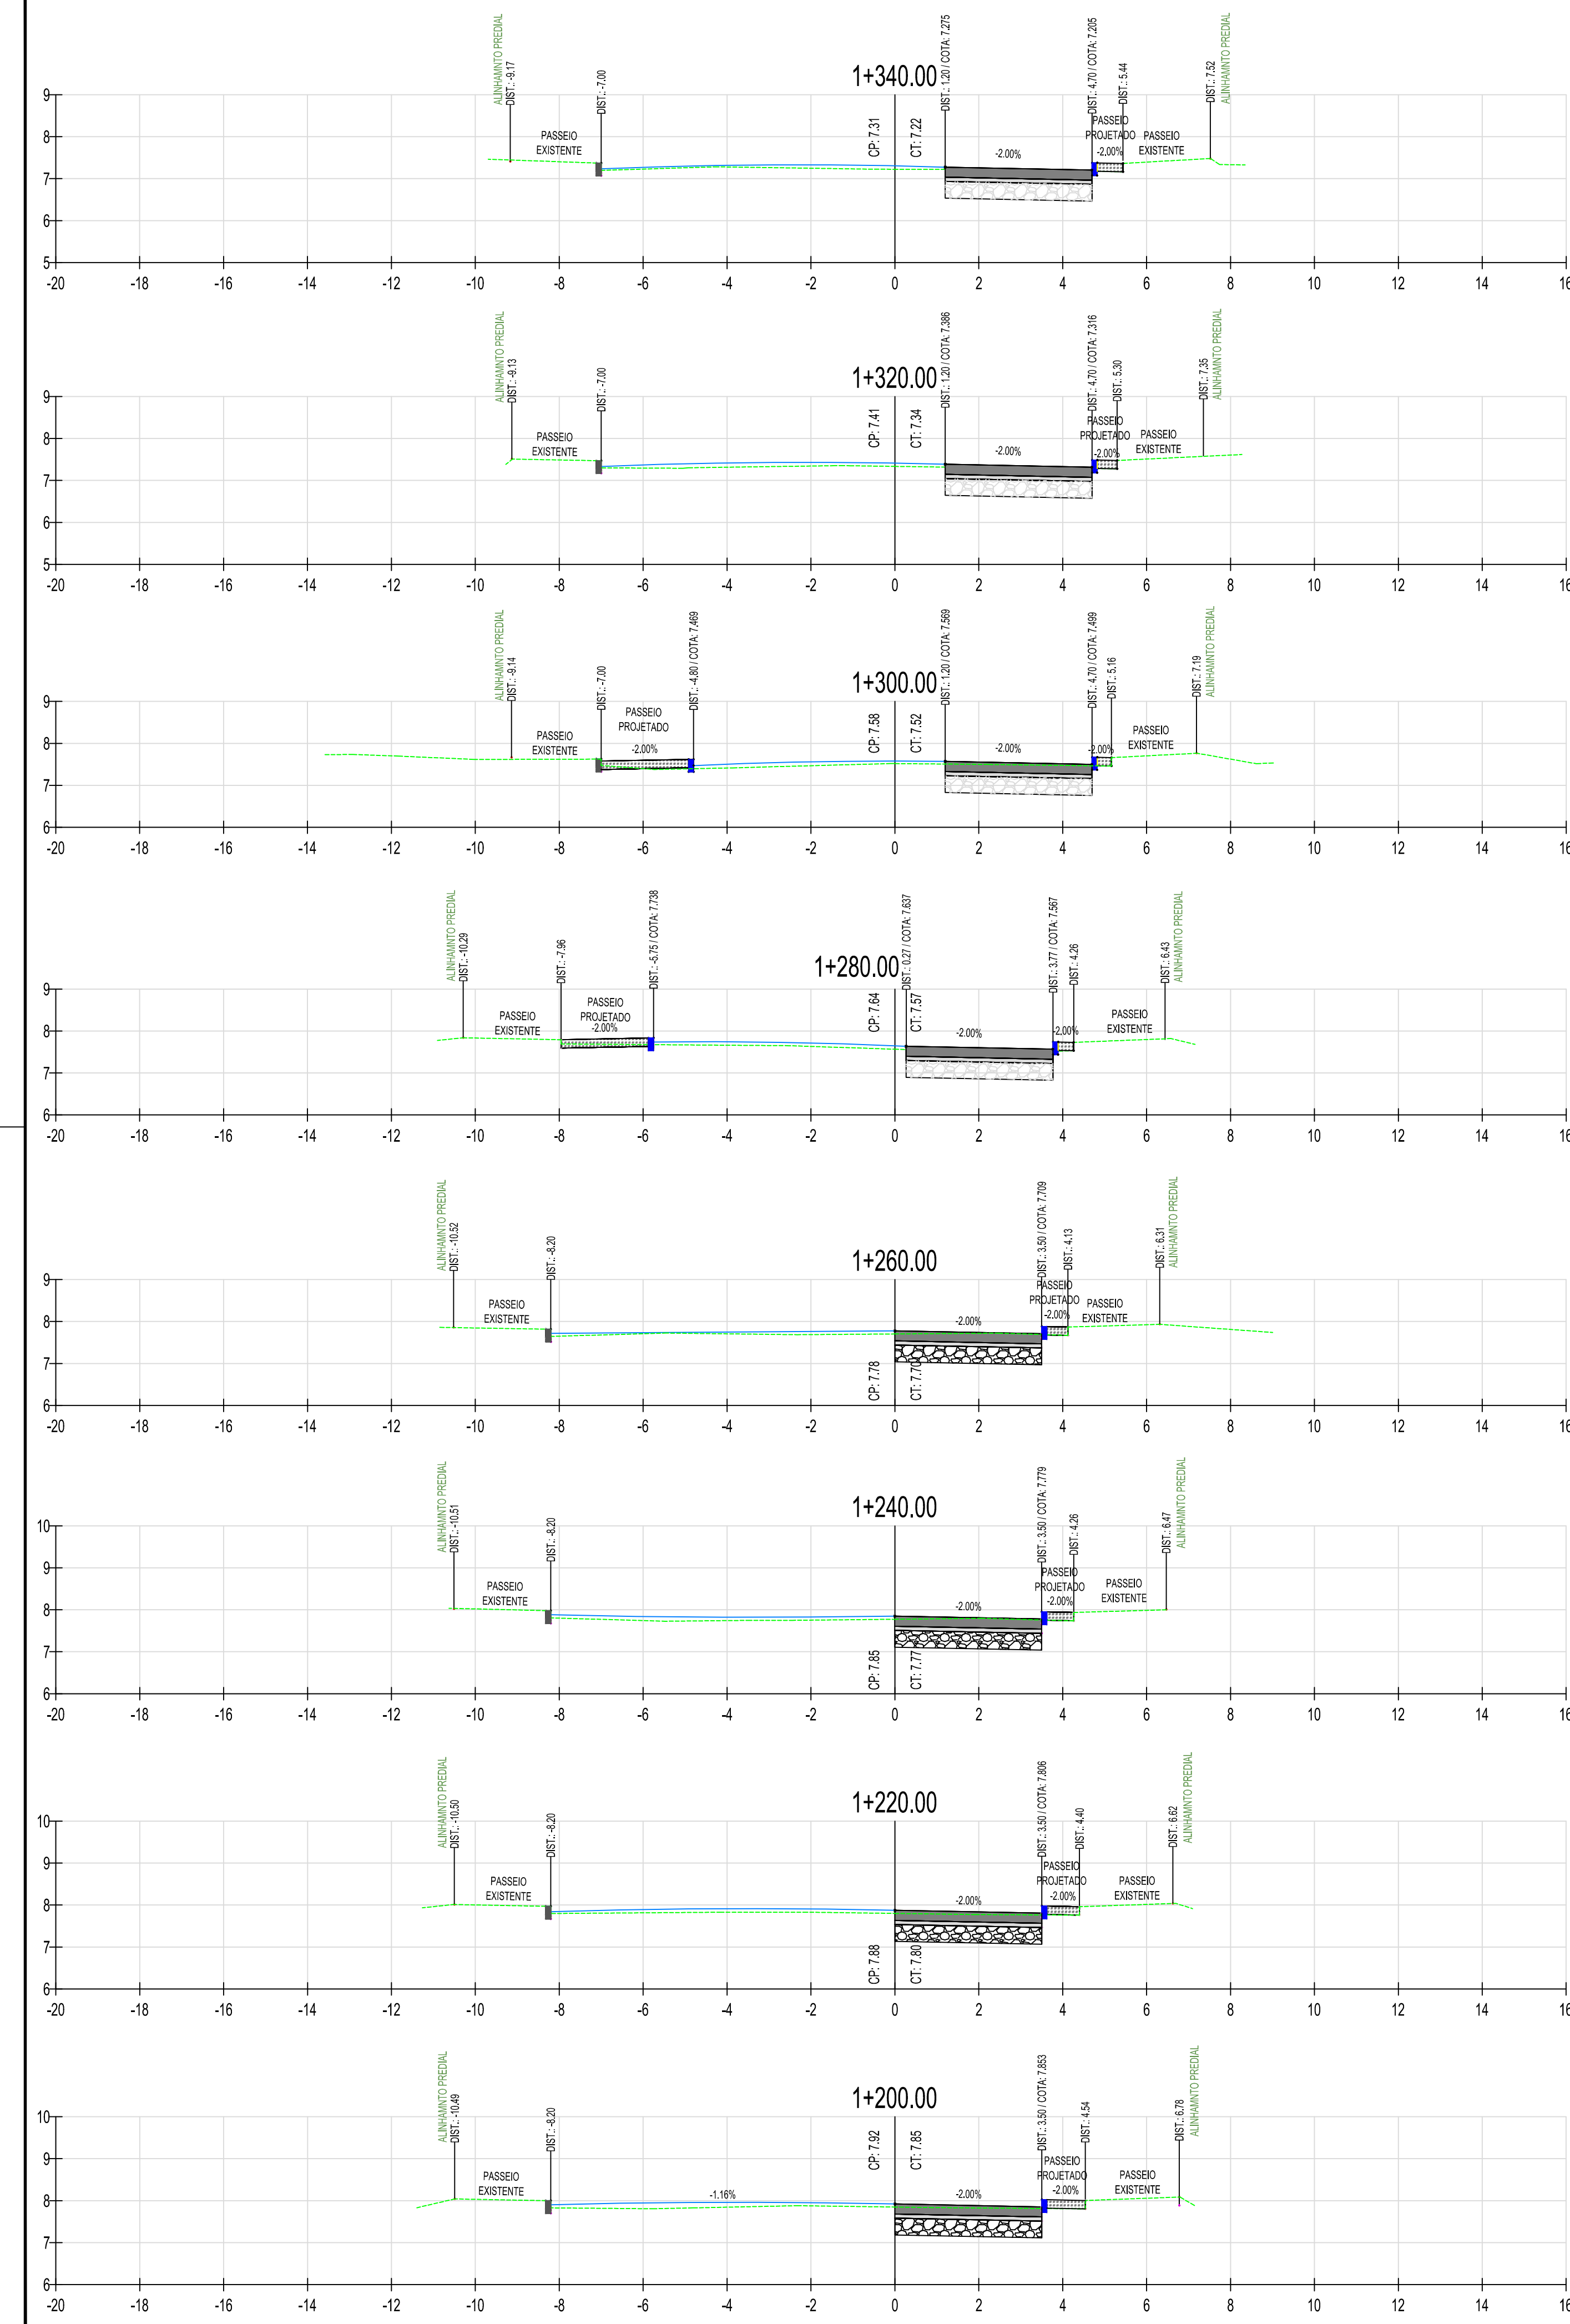 ALINHAMNTO PREDIAL
DIST.: -9.17
DIST.: -7.00
1+340.00
DIST.: 1.20 / COTA: 7.275
DIST.: 4.70 / COTA: 7.205
DIST.: 5.44
DIST.: 7.52
ALINHAMNTO PREDIAL
CP: 7.31
CT: 7.22
PASSEIO
EXISTENTE
-2.00%
PASSEIO
PROJETADO
-2.00%
PASSEIO
EXISTENTE
9
8
7
6
5
-20 -18 -16 -14 -12 -10 -8 -6 -4 -2 0 2 4 6 8 10 12 14 16
ALINHAMNTO PREDIAL
DIST.: -9.13
DIST.: -7.00
1+320.00
DIST.: 1.20 / COTA: 7.386
DIST.: 4.70 / COTA: 7.316
DIST.: 5.30
DIST.: 7.35
ALINHAMNTO PREDIAL
CP: 7.41
CT: 7.34
PASSEIO
EXISTENTE
-2.00%
PASSEIO
PROJETADO
-2.00%
PASSEIO
EXISTENTE
9
8
7
6
5
-20 -18 -16 -14 -12 -10 -8 -6 -4 -2 0 2 4 6 8 10 12 14 16
ALINHAMNTO PREDIAL
DIST.: -9.14
DIST.: -7.00
DIST.: -4.80 / COTA: 7.469
1+300.00
DIST.: 1.20 / COTA: 7.569
DIST.: 4.70 / COTA: 7.499
DIST.: 5.16
DIST.: 7.19
ALINHAMNTO PREDIAL
CP: 7.58
CT: 7.52
PASSEIO
EXISTENTE
PASSEIO
PROJETADO
-2.00%
-2.00%
-2.00%
PASSEIO
EXISTENTE
9
8
7
6
-20 -18 -16 -14 -12 -10 -8 -6 -4 -2 0 2 4 6 8 10 12 14 16
ALINHAMNTO PREDIAL
DIST.: -10.29
DIST.: -7.96
DIST.: -5.75 / COTA: 7.738
1+280.00
DIST.: 0.27 / COTA: 7.637
DIST.: 3.77 / COTA: 7.567
DIST.: 4.26
DIST.: 6.43
ALINHAMNTO PREDIAL
CP: 7.64
CT: 7.57
PASSEIO
EXISTENTE
PASSEIO
PROJETADO
-2.00%
-2.00%
-2.00%
PASSEIO
EXISTENTE
9
8
7
6
-20 -18 -16 -14 -12 -10 -8 -6 -4 -2 0 2 4 6 8 10 12 14 16
ALINHAMNTO PREDIAL
DIST.: -10.52
DIST.: -8.20
1+260.00
DIST.: 3.50 / COTA: 7.709
DIST.: 4.13
DIST.: 6.31
ALINHAMNTO PREDIAL
PASSEIO
EXISTENTE
-2.00%
PASSEIO
PROJETADO
-2.00%
PASSEIO
EXISTENTE
CP: 7.78
CT: 7.70
9
8
7
6
-20 -18 -16 -14 -12 -10 -8 -6 -4 -2 0 2 4 6 8 10 12 14 16
ALINHAMNTO PREDIAL
DIST.: -10.51
DIST.: -8.20
1+240.00
DIST.: 3.50 / COTA: 7.779
DIST.: 4.26
DIST.: 6.47
ALINHAMNTO PREDIAL
PASSEIO
EXISTENTE
-2.00%
PASSEIO
PROJETADO
-2.00%
PASSEIO
EXISTENTE
CP: 7.85
CT: 7.77
10
9
8
7
6
-20 -18 -16 -14 -12 -10 -8 -6 -4 -2 0 2 4 6 8 10 12 14 16
ALINHAMNTO PREDIAL
DIST.: -10.50
DIST.: -8.20
1+220.00
DIST.: 3.50 / COTA: 7.806
DIST.: 4.40
DIST.: 6.62
ALINHAMNTO PREDIAL
PASSEIO
EXISTENTE
-2.00%
PASSEIO
PROJETADO
-2.00%
PASSEIO
EXISTENTE
CP: 7.88
CT: 7.80
10
9
8
7
6
-20 -18 -16 -14 -12 -10 -8 -6 -4 -2 0 2 4 6 8 10 12 14 16
ALINHAMNTO PREDIAL
DIST.: -10.49
DIST.: -8.20
1+200.00
DIST.: 3.50 / COTA: 7.853
DIST.: 4.54
DIST.: 6.78
ALINHAMNTO PREDIAL
CP: 7.92
CT: 7.85
PASSEIO
EXISTENTE
-1.16%
-2.00%
PASSEIO
PROJETADO
-2.00%
PASSEIO
EXISTENTE
10
9
8
7
6
-20 -18 -16 -14 -12 -10 -8 -6 -4 -2 0 2 4 6 8 10 12 14 16